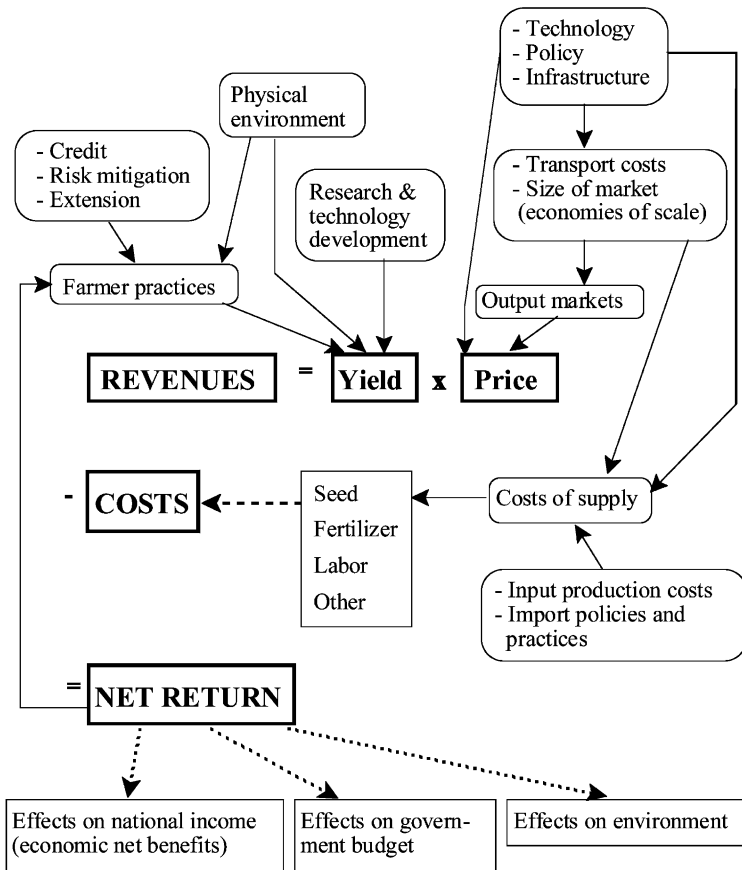 - Technology
- Policy
- Infrastructure
Physical
environment
- Credit
- Risk mitigation
- Extension
- Transport costs
- Size of market
(economies of scale)
Research &
technology
development
Farmer practices
Output markets
REVENUES = Yield x Price
- COSTS
Seed
Fertilizer
Labor
Other
Costs of supply
- Input production costs
- Import policies and
practices
= NET RETURN
Effects on national income
(economic net benefits)
Effects on govern-
ment budget
Effects on environment